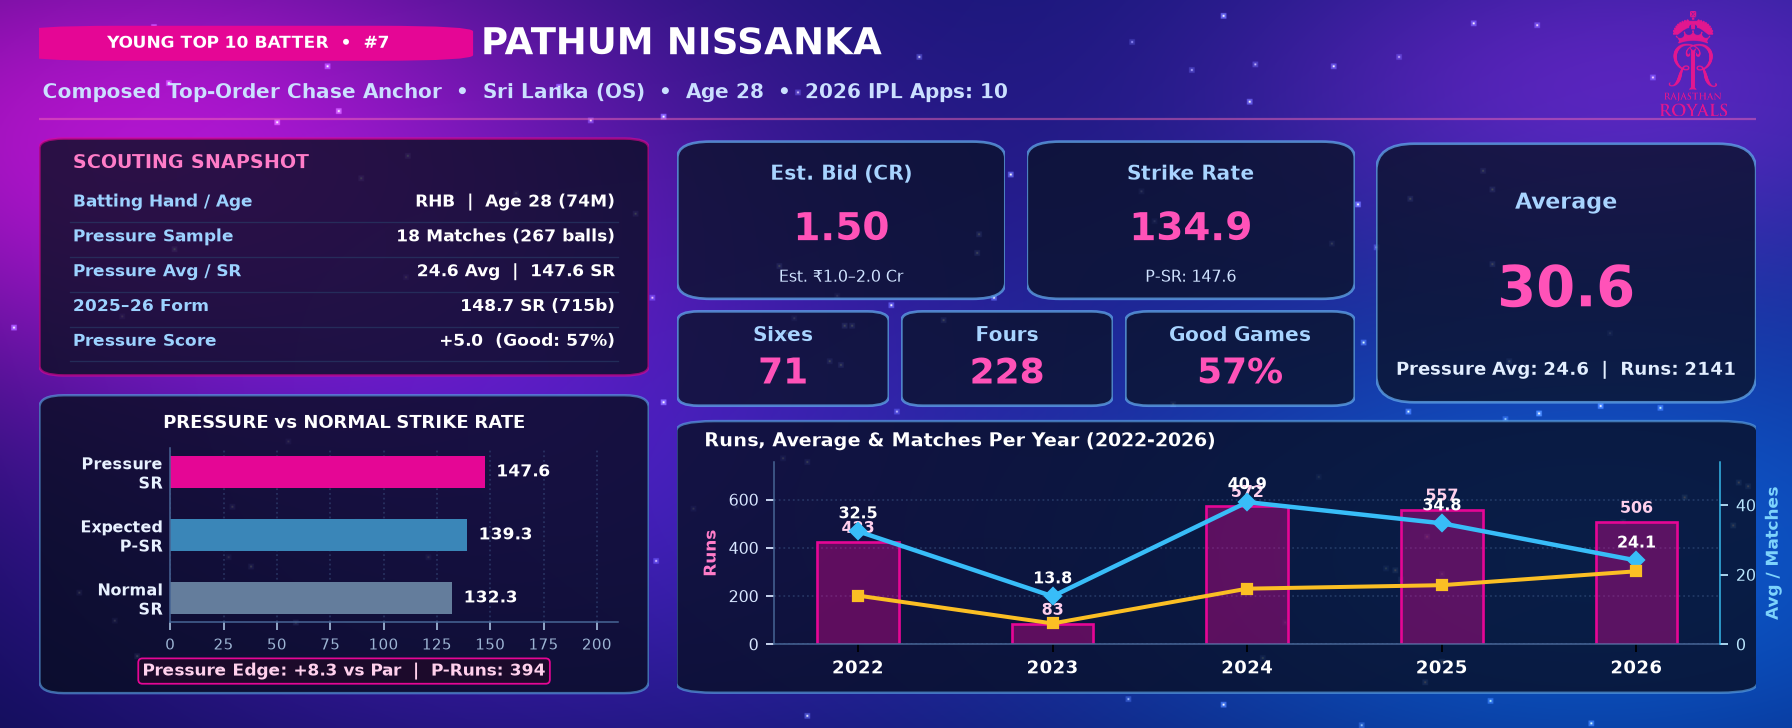 YOUNG TOP 10 BATTER • #7
PATHUM NISSANKA
Composed Top-Order Chase Anchor • Sri Lanka (OS) • Age 28 • 2026 IPL Apps: 10
RAJASTHAN
ROYALS
SCOUTING SNAPSHOT
Batting Hand / Age RHB | Age 28 (74M)
Pressure Sample 18 Matches (267 balls)
Pressure Avg / SR 24.6 Avg | 147.6 SR
2025–26 Form 148.7 SR (715b)
Pressure Score +5.0 (Good: 57%)
Est. Bid (CR)
1.50
Est. ₹1.0–2.0 Cr
Strike Rate
134.9
P-SR: 147.6
Average
30.6
Pressure Avg: 24.6 | Runs: 2141
Sixes
71
Fours
228
Good Games
57%
PRESSURE vs NORMAL STRIKE RATE
Pressure
SR
147.6
Expected
P-SR
139.3
Normal
SR
132.3
0 25 50 75 100 125 150 175 200
Pressure Edge: +8.3 vs Par | P-Runs: 394
Runs, Average & Matches Per Year (2022-2026)
Runs
600
400
200
0
32.5
433
13.8
83
40.9
572
557
34.8
506
24.1
40
20
0
Avg / Matches
2022 2023 2024 2025 2026